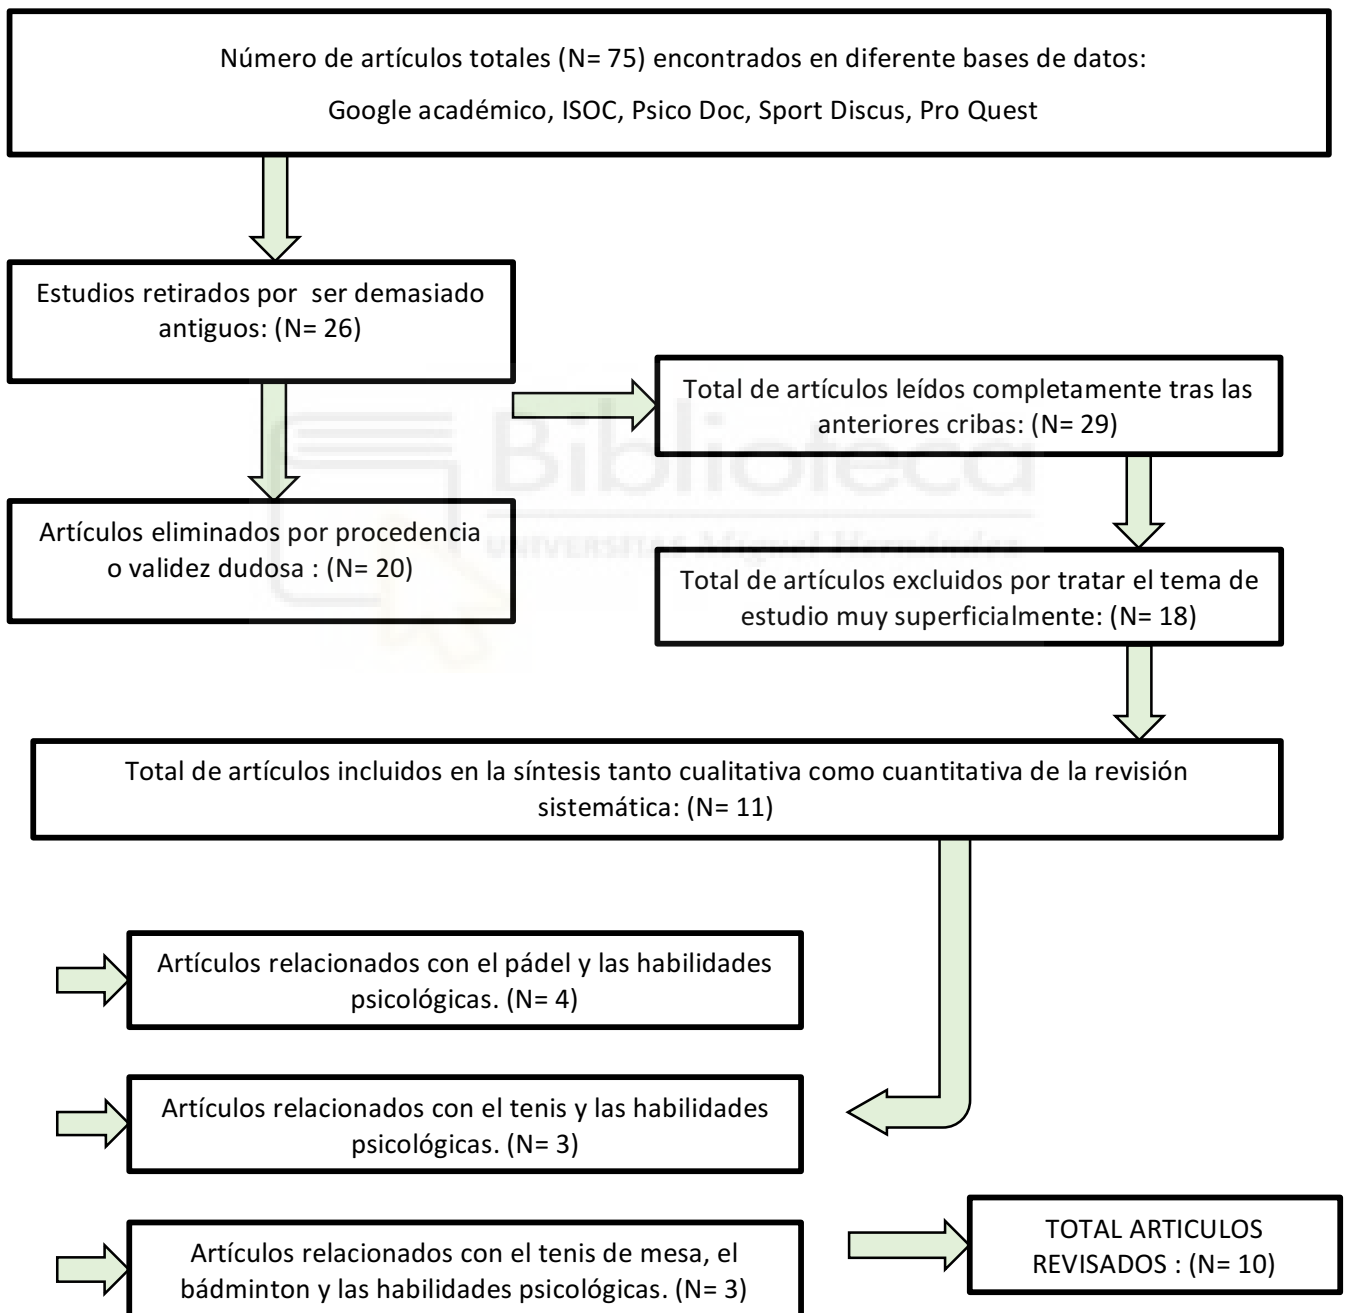 Número de artículos totales (N= 75) encontrados en diferente bases de datos:
Google académico, ISOC, Psico Doc, Sport Discus, Pro Quest
Estudios retirados por  ser demasiado
antiguos: (N= 26)
Total de artículos leídos completamente tras las
anteriores cribas: (N= 29)
Biblioteca
UNIVERSITAS Miguel Hernández
Artículos eliminados por procedencia
o validez dudosa : (N= 20)
Total de artículos excluidos por tratar el tema de
estudio muy superficialmente: (N= 18)
Total de artículos incluidos en la síntesis tanto cualitativa como cuantitativa de la revisión
sistemática: (N= 11)
Artículos relacionados con el pádel y las habilidades
psicológicas. (N= 4)
Artículos relacionados con el tenis y las habilidades
psicológicas. (N= 3)
Artículos relacionados con el tenis de mesa, el
bádminton y las habilidades psicológicas. (N= 3)
TOTAL ARTICULOS
REVISADOS : (N= 10)